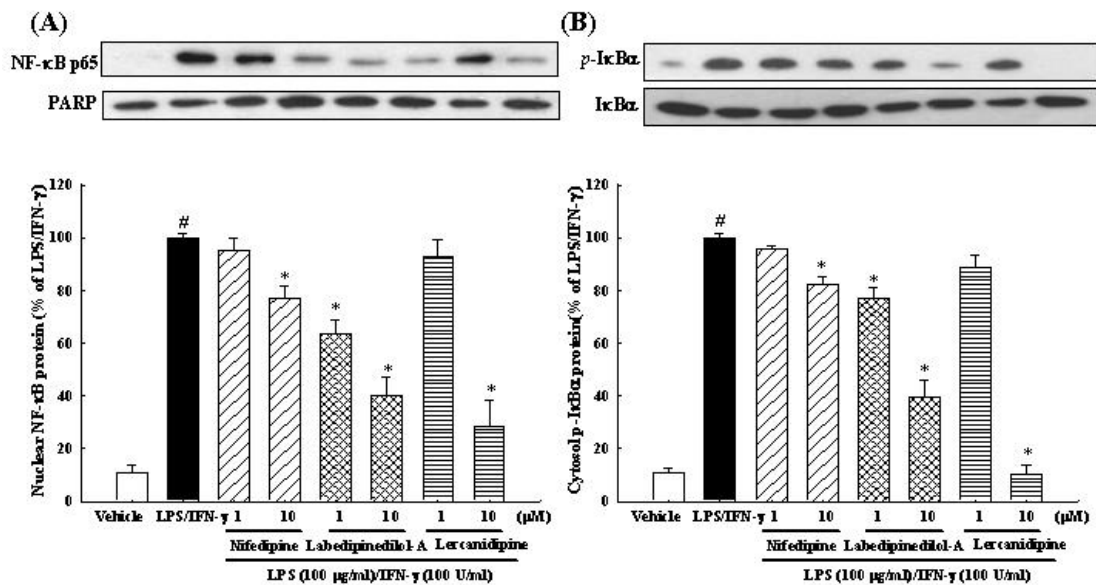 (A)
NF-κB p65
PARP
Nuclear NF-κB protein (% of LPS/IFN-γ)
120
100
80
60
40
20
0
#
*
*
*
*
Vehicle LPS/IFN-γ 1 10 1 10 1 10 (μM)
Nifedipine Labedipinedilol-A Lercanidipine
LPS (100 μg/ml)/IFN-γ (100 U/ml)
(B)
p-IκBα
IκBα
Cytosol p-IκBα protein(% of LPS/IFN-γ)
120
100
80
60
40
20
0
#
*
*
*
*
Vehicle LPS/IFN-γ 1 10 1 10 1 10 (μM)
Nifedipine Labedipinedilol-A Lercanidipine
LPS (100 μg/ml)/IFN-γ (100 U/ml)